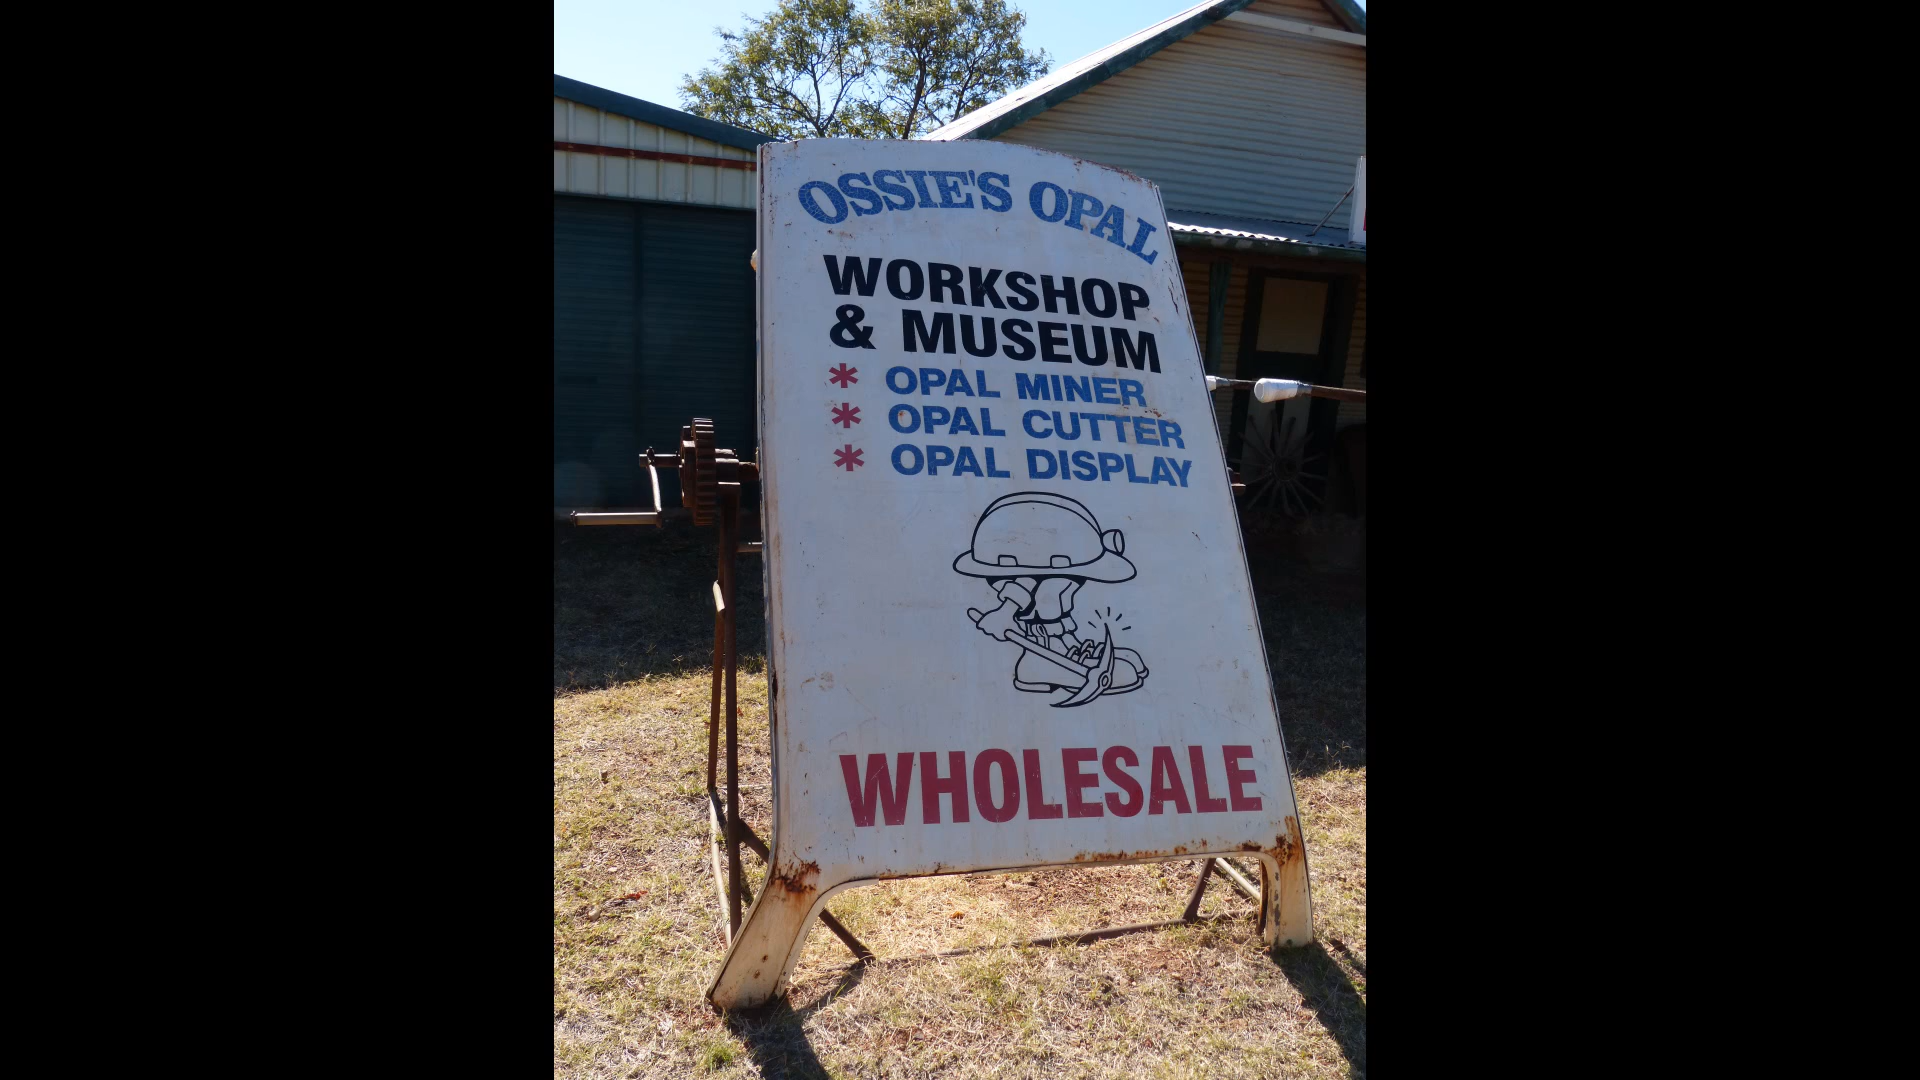 OSSIE'S OPAL
WORKSHOP
& MUSEUM
* OPAL MINER
* OPAL CUTTER
* OPAL DISPLAY
WHOLESALE